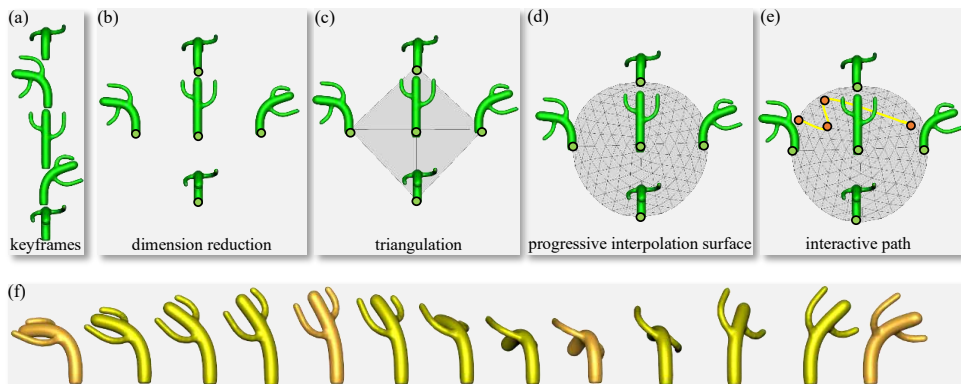 (a)
(b)
(c)
(d)
(e)
keyframes
dimension reduction
triangulation
progressive interpolation surface
interactive path
(f)